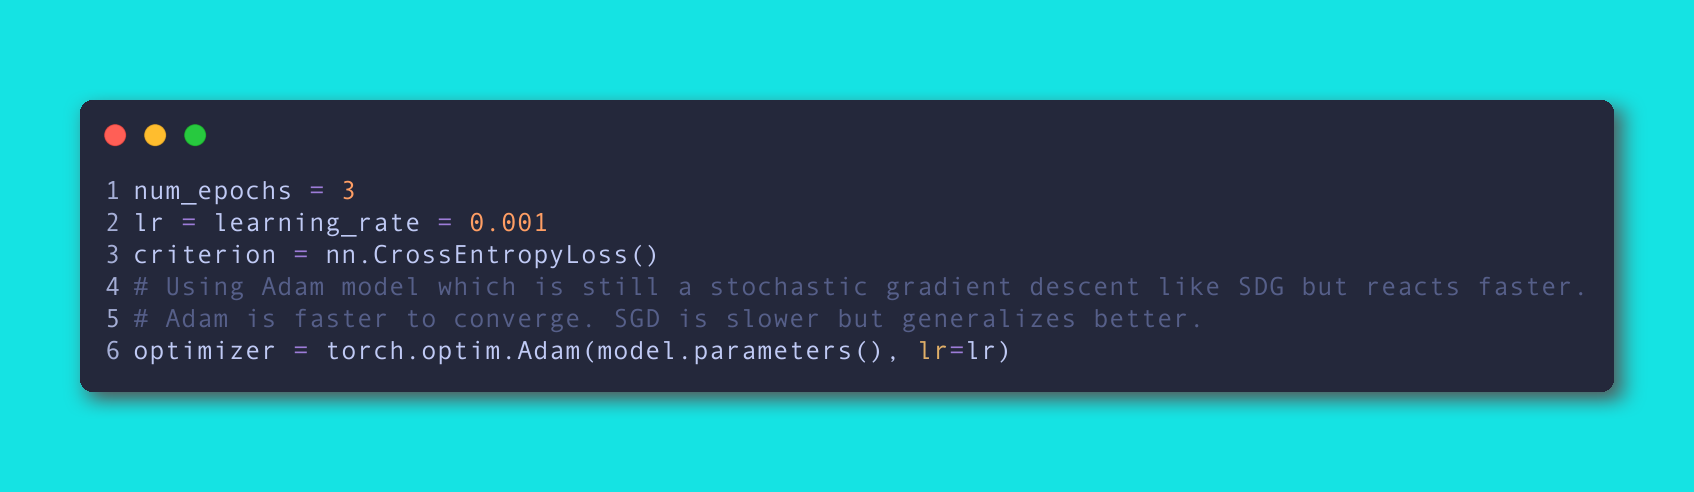 1 num_epochs = 3
2 lr = learning_rate = 0.001
3 criterion = nn.CrossEntropyLoss()
4 # Using Adam model which is still a stochastic gradient descent like SDG but reacts faster.
5 # Adam is faster to converge. SGD is slower but generalizes better.
6 optimizer = torch.optim.Adam(model.parameters(), lr=lr)